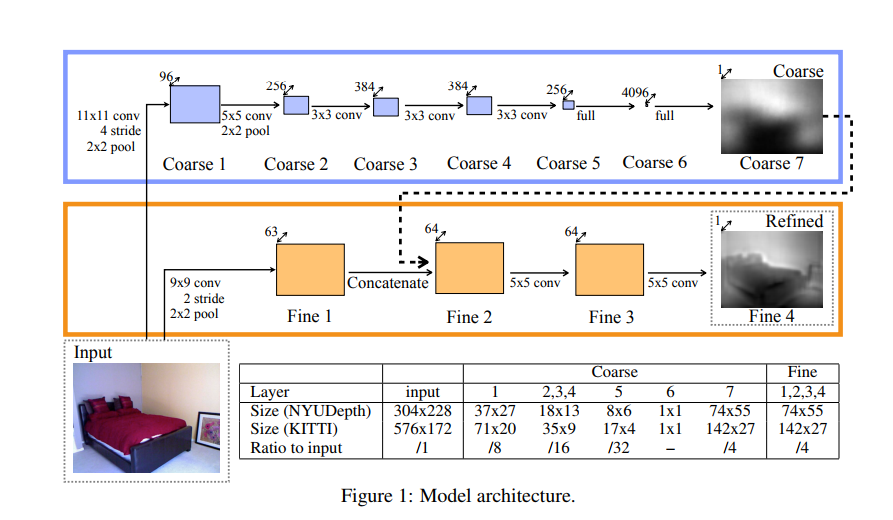 96
256
384
384
256
4096
1
Coarse
11x11 conv
4 stride
2x2 pool
5x5 conv
2x2 pool
3x3 conv
3x3 conv
3x3 conv
full
full
Coarse 1
Coarse 2
Coarse 3
Coarse 4
Coarse 5
Coarse 6
Coarse 7
63
64
64
1
Refined
9x9 conv
2 stride
2x2 pool
Concatenate
5x5 conv
5x5 conv
Fine 1
Fine 2
Fine 3
Fine 4
Input
Coarse Fine
Layer input 1 2,3,4 5 6 7 1,2,3,4
Size (NYUDepth) 304x228 37x27 18x13 8x6 1x1 74x55 74x55
Size (KITTI) 576x172 71x20 35x9 17x4 1x1 142x27 142x27
Ratio to input /1 /8 /16 /32 – /4 /4
Figure 1: Model architecture.